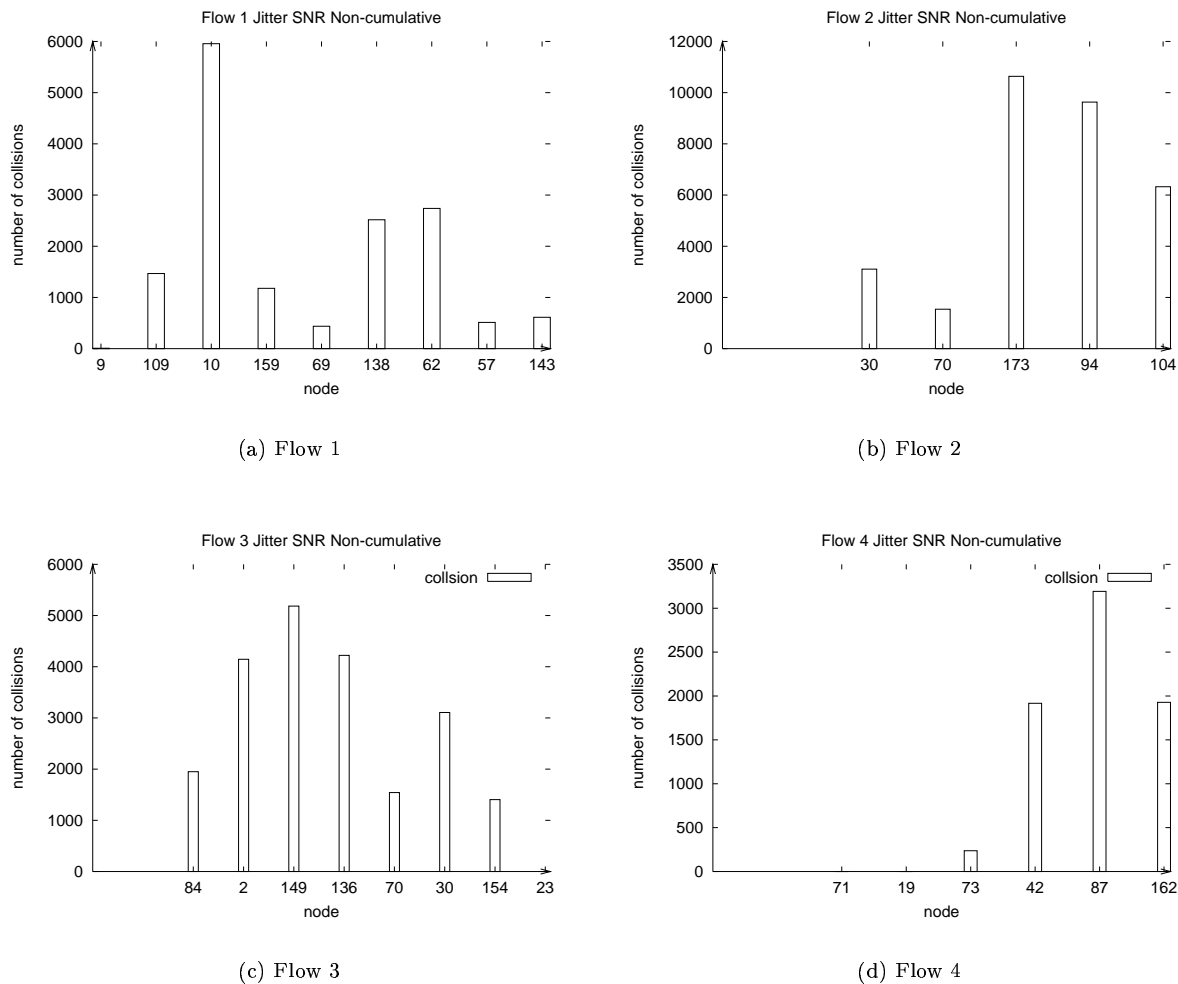 Flow 1 Jitter SNR Non-cumulative
6000
5000
4000
3000
2000
1000
0
number of collisions
9 109 10 159 69 138 62 57 143
node
(a) Flow 1
Flow 2 Jitter SNR Non-cumulative
12000
10000
8000
6000
4000
2000
0
number of collisions
30 70 173 94 104
node
(b) Flow 2
Flow 3 Jitter SNR Non-cumulative
collsion
6000
5000
4000
3000
2000
1000
0
number of collisions
84 2 149 136 70 30 154 23
node
(c) Flow 3
Flow 4 Jitter SNR Non-cumulative
collsion
3500
3000
2500
2000
1500
1000
500
0
number of collisions
71 19 73 42 87 162
node
(d) Flow 4